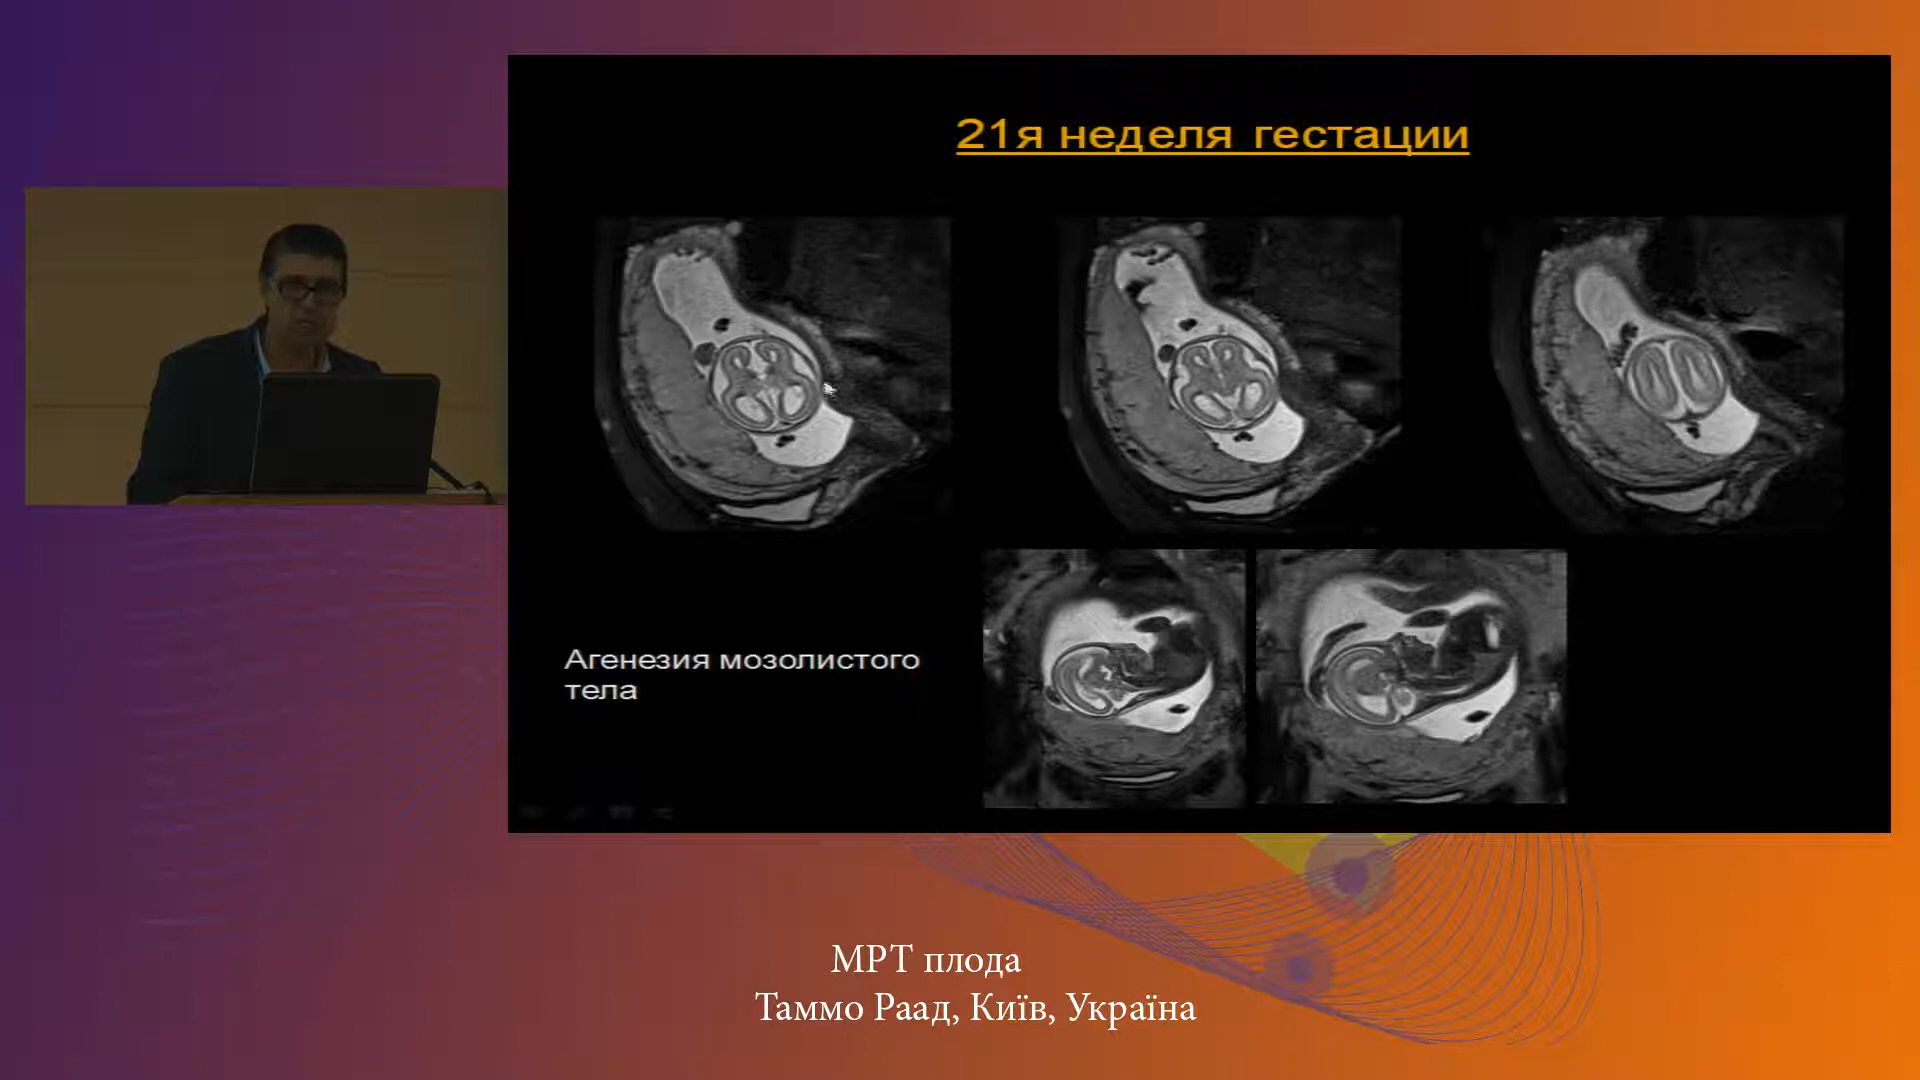 21я неделя гестации
Агенезия мозолистого
тела
МРТ плода
Таммо Раад, Київ, Україна